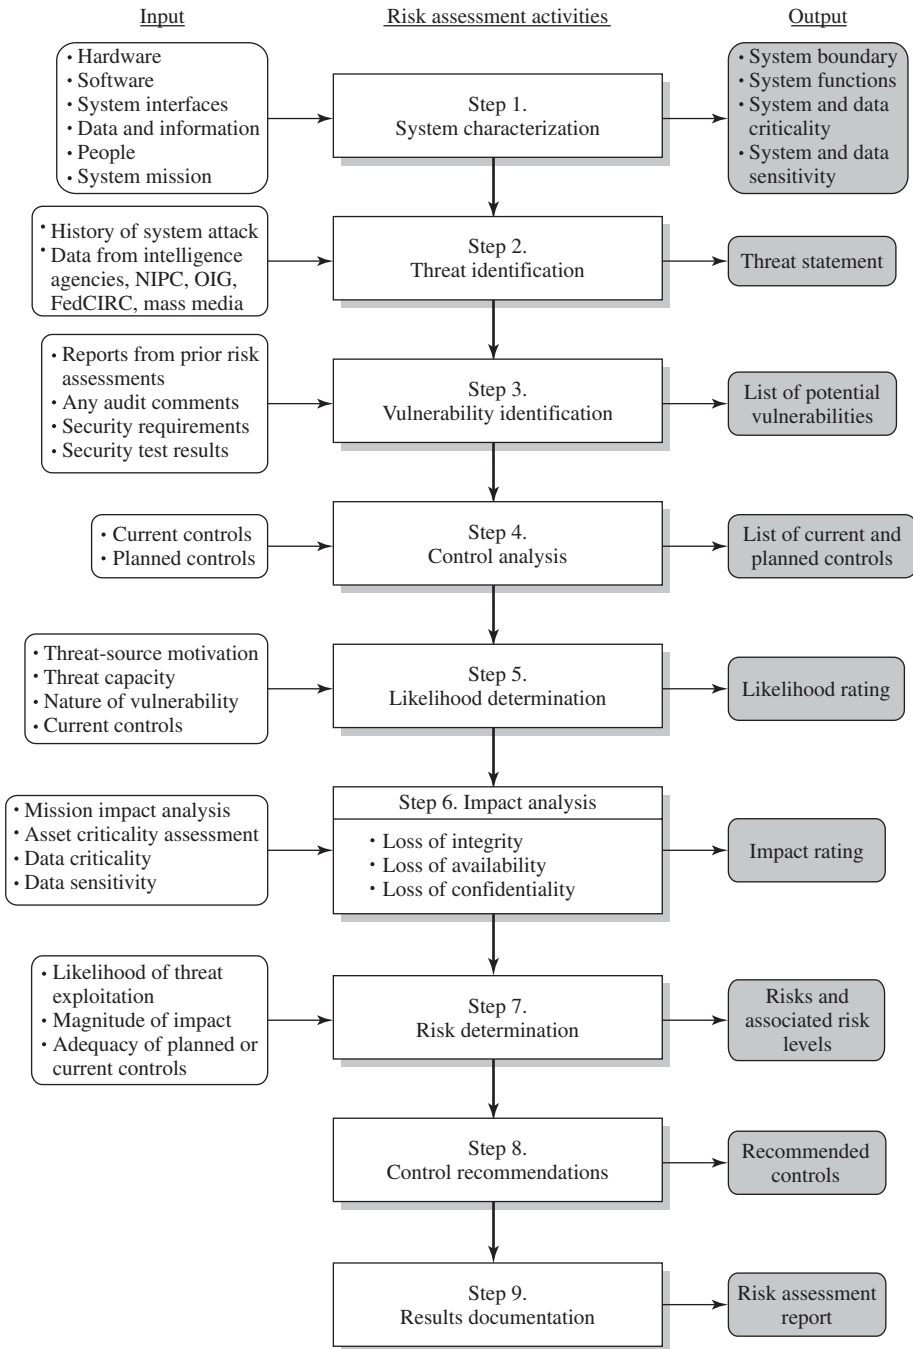 Input
Risk assessment activities
Output
• Hardware
• Software
• System interfaces
• Data and information
• People
• System mission
Step 1.
System characterization
• System boundary
• System functions
• System and data
criticality
• System and data
sensitivity
• History of system attack
• Data from intelligence
agencies, NIPC, OIG,
FedCIRC, mass media
Step 2.
Threat identification
Threat statement
• Reports from prior risk
assessments
• Any audit comments
• Security requirements
• Security test results
Step 3.
Vulnerability identification
List of potential
vulnerabilities
• Current controls
• Planned controls
Step 4.
Control analysis
List of current and
planned controls
• Threat-source motivation
• Threat capacity
• Nature of vulnerability
• Current controls
Step 5.
Likelihood determination
Likelihood rating
• Mission impact analysis
• Asset criticality assessment
• Data criticality
• Data sensitivity
Step 6. Impact analysis
• Loss of integrity
• Loss of availability
• Loss of confidentiality
Impact rating
• Likelihood of threat
exploitation
• Magnitude of impact
• Adequacy of planned or
current controls
Step 7.
Risk determination
Risks and
associated risk
levels
Step 8.
Control recommendations
Recommended
controls
Step 9.
Results documentation
Risk assessment
report